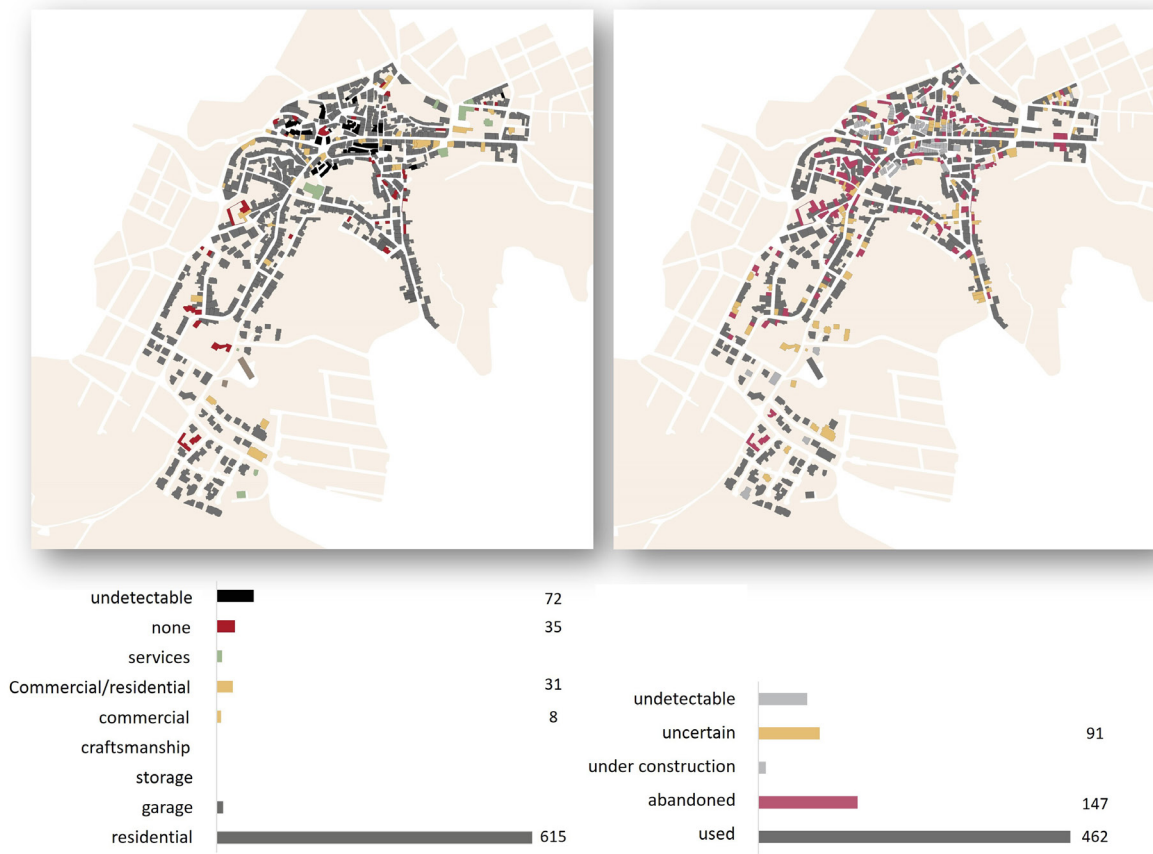 undetectable 72
none 35
services
Commercial/residential 31
commercial 8
craftsmanship
storage
garage
residential 615
undetectable
uncertain 91
under construction
abandoned 147
used 462